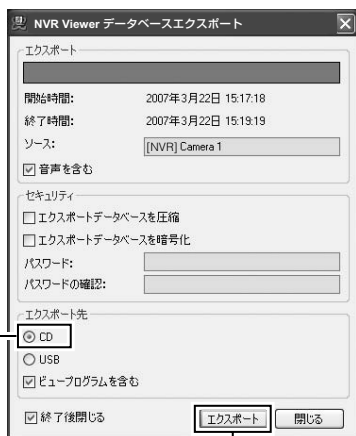 NVR Viewer データベースエクスポート
エクスポート
開始時間: 2007年3月22日 15:17:18
終了時間: 2007年3月22日 15:19:19
ソース: [NVR] Camera 1
音声を含む
セキュリティ
エクスポートデータベースを圧縮
エクスポートデータベースを暗号化
パスワード:
パスワードの確認:
エクスポート先
CD
USB
ビュープログラムを含む
終了後閉じる エクスポート 閉じる